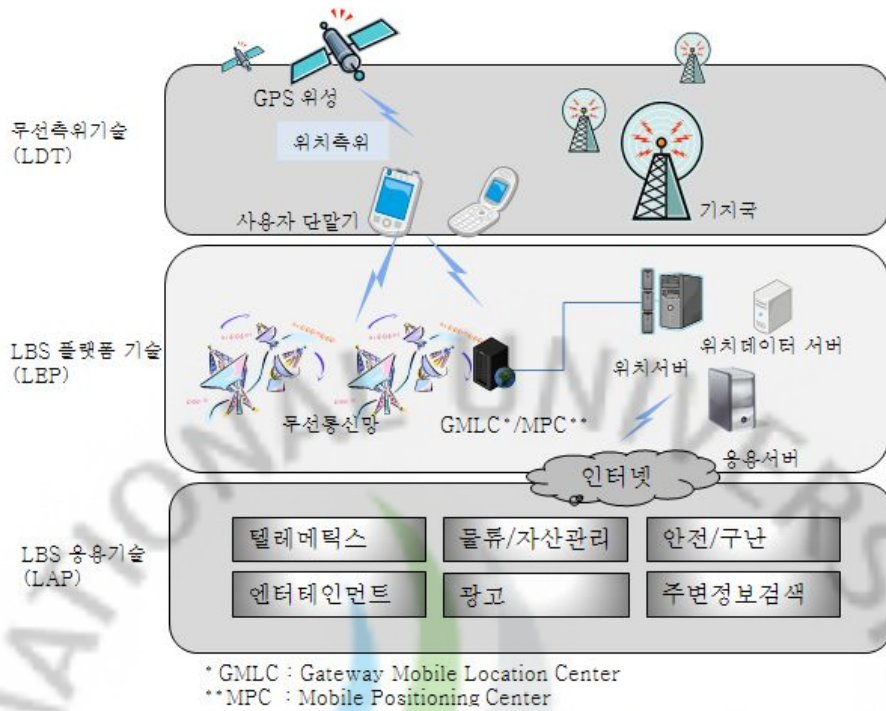 GPS 위성
무선측위기술
(LDT)
위치측위
사용자 단말기
기지국
LBS 플랫폼 기술
(LEP)
무선통신망
GMLC*/MPC**
위치서버
위치데이터 서버
응용서버
인터넷
LBS 응용기술
(LAP)
텔레메틱스
물류/자산관리
안전/구난
엔터테인먼트
광고
주변정보검색
* GMLC : Gateway Mobile Location Center
**MPC : Mobile Positioning Center
NATIONAL UNIVERS